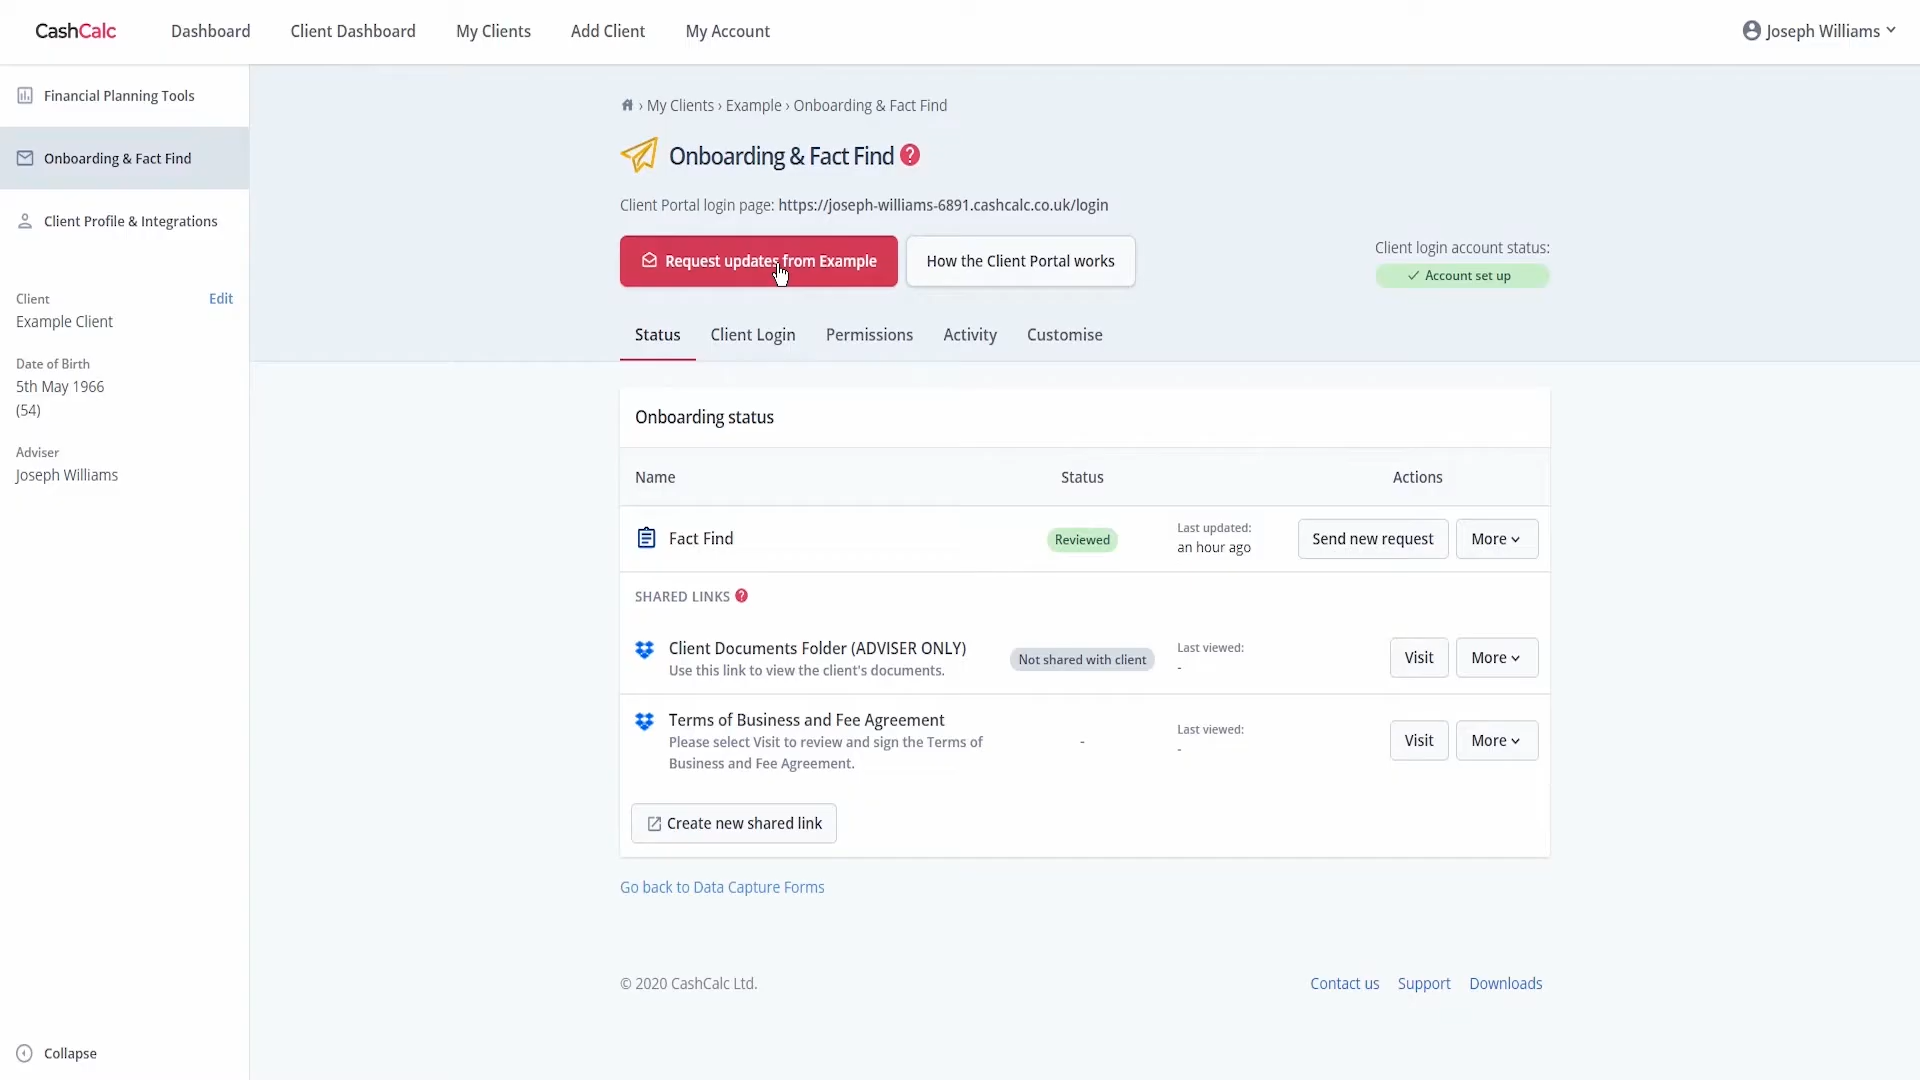 CashCalc Dashboard Client Dashboard My Clients Add Client My Account Joseph Williams
Financial Planning Tools
Onboarding & Fact Find
Client Profile & Integrations
Client Edit
Example Client
Date of Birth
5th May 1966
(54)
Adviser
Joseph Williams
Collapse
› My Clients › Example › Onboarding & Fact Find
Onboarding & Fact Find ?
Client Portal login page: https://joseph-williams-6891.cashcalc.co.uk/login
Request updates from Example How the Client Portal works
Client login account status:
Account set up
Status Client Login Permissions Activity Customise
Onboarding status
Name Status Actions
Fact Find Reviewed
Last updated:
an hour ago
Send new request More
SHARED LINKS ?
Client Documents Folder (ADVISER ONLY)
Use this link to view the client's documents.
Not shared with client
Last viewed:
-
Visit More
Terms of Business and Fee Agreement
Please select Visit to review and sign the Terms of
Business and Fee Agreement.
-
Last viewed:
-
Visit More
Create new shared link
Go back to Data Capture Forms
© 2020 CashCalc Ltd. Contact us Support Downloads